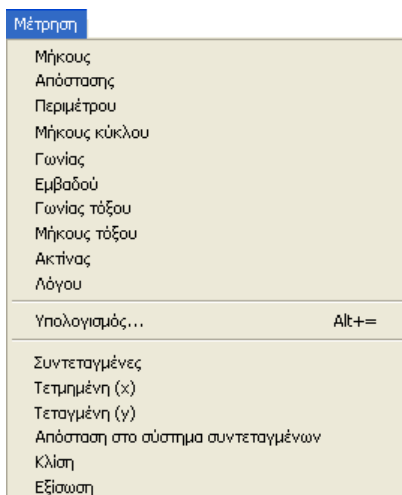 Μέτρηση
Μήκους
Απόστασης
Περιμέτρου
Μήκους κύκλου
Γωνίας
Εμβαδού
Γωνίας τόξου
Μήκους τόξου
Ακτίνας
Λόγου
Υπολογισμός... Alt+=
Συντεταγμένες
Τετμημένη (x)
Τεταγμένη (y)
Απόσταση στο σύστημα συντεταγμένων
Κλίση
Εξίσωση